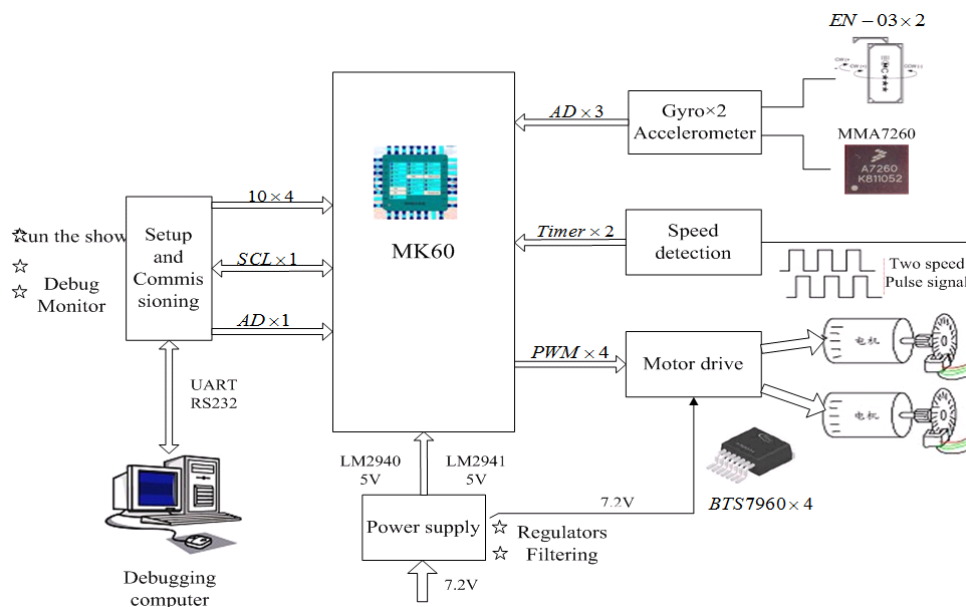 EN-03×2
Gyro×2
Accelerometer
AD×3
MMA7260
A7260
K811052
MK60
10×4
Setup
and
Commis
sioning
SCL×1
AD×1
un the show
Debug
Monitor
Timer×2
Speed
detection
Two speed
Pulse signal
PWM×4
Motor drive
电机
电机
UART
RS232
LM2940
5V
LM2941
5V
7.2V
BTS7960×4
Power supply
Regulators
Filtering
7.2V
Debugging
computer